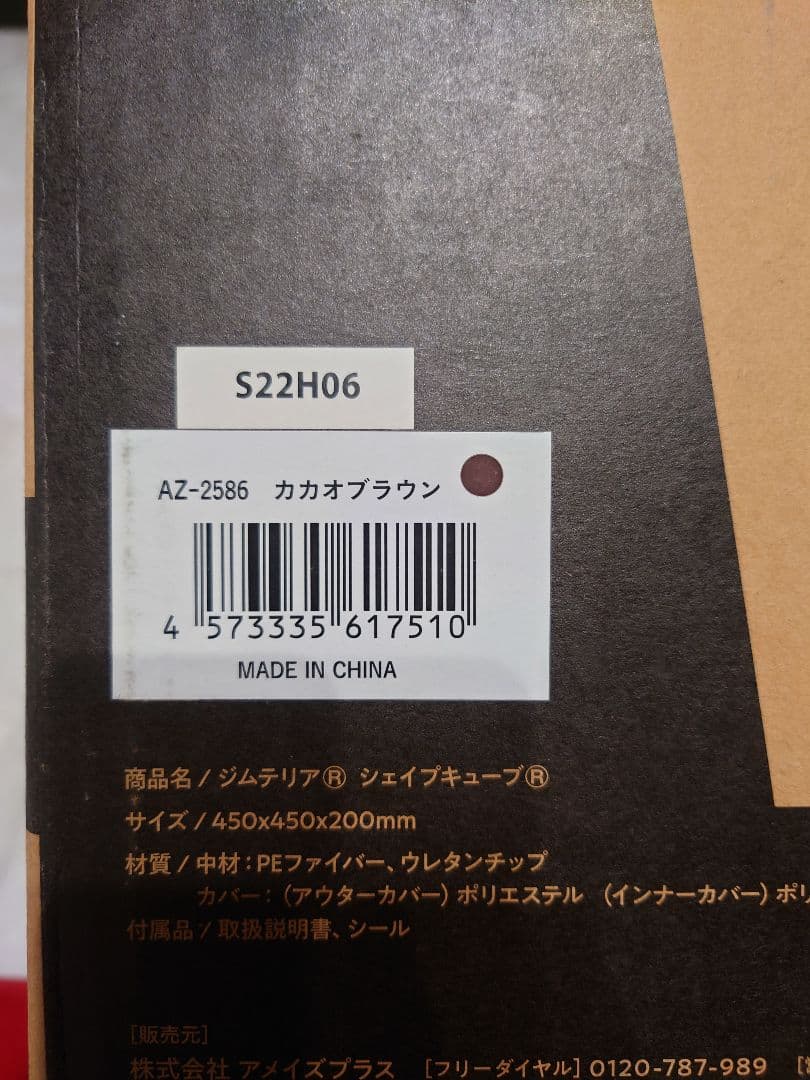 S22H06
AZ-2586 カカオブラウン
4 573335 617510
MADE IN CHINA
商品名 / ジムテリア® シェイプキューブ®
サイズ / 450x450x200mm
材質 / 中材：PEファイバー、ウレタンチップ
カバー：（アウターカバー）ポリエステル （インナーカバー）ポリ
付属品 / 取扱説明書、シール
[販売元]
株式会社 アメイズプラス [フリーダイヤル] 0120-787-989